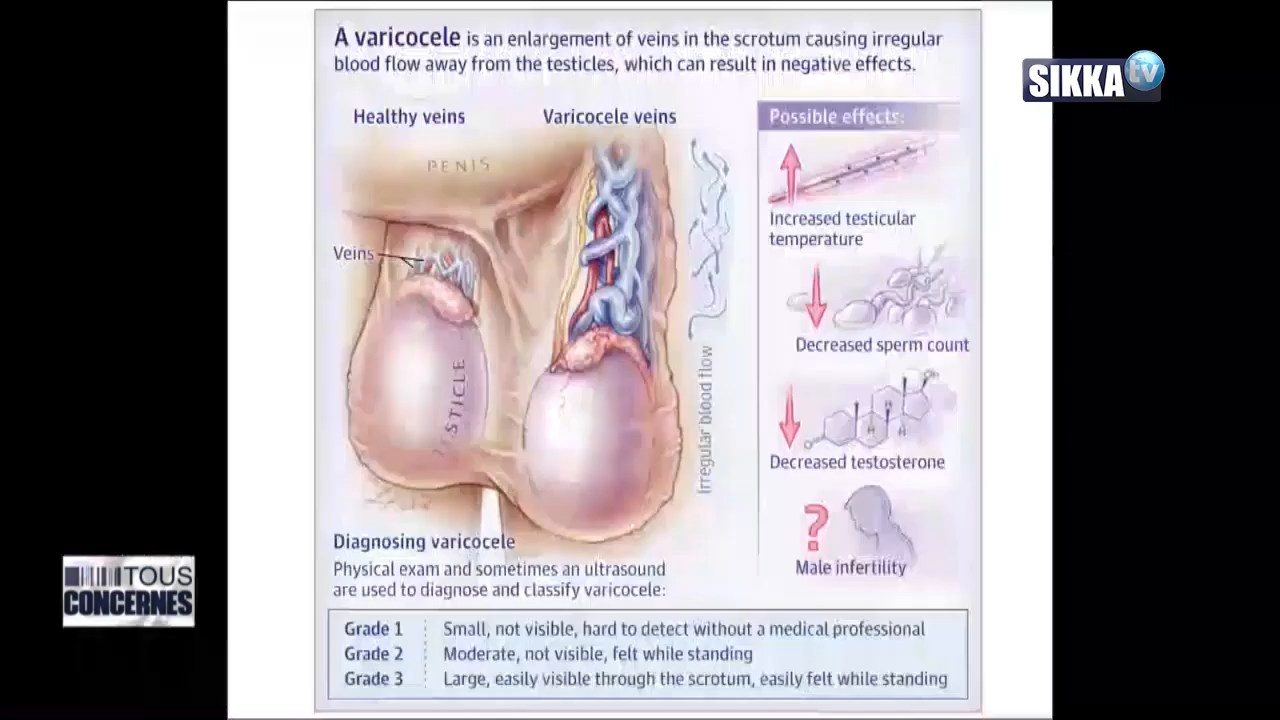 A varicocele is an enlargement of veins in the scrotum causing irregular
blood flow away from the testicles, which can result in negative effects.
SIKKA tv
Healthy veins
Varicocele veins
Possible effects:
PENIS
Veins
TESTICLE
Irregular blood flow
Increased testicular
temperature
Decreased sperm count
H
H
H
Decreased testosterone
?
Male infertility
Diagnosing varicocele
Physical exam and sometimes an ultrasound
are used to diagnose and classify varicocele:
Grade 1 Small, not visible, hard to detect without a medical professional
Grade 2 Moderate, not visible, felt while standing
Grade 3 Large, easily visible through the scrotum, easily felt while standing
TOUS
CONCERNES